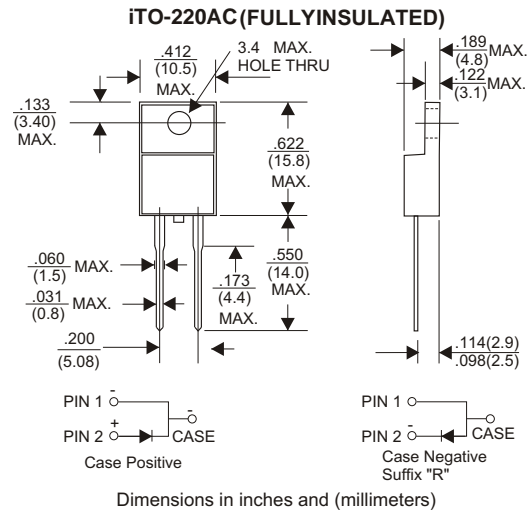 iTO-220AC(FULLYINSULATED)
.412
(10.5)
MAX.
3.4 MAX.
HOLE THRU
.189
(4.8)
MAX.
.122
(3.1)
MAX.
.133
(3.40)
MAX.
.622
(15.8)
MAX.
.060
(1.5)
MAX.
.031
(0.8)
MAX.
.173
(4.4)
MAX.
.550
(14.0)
MAX.
.200
(5.08)
.114(2.9)
.098(2.5)
PIN 1 -
PIN 2 +
-
CASE
Case Positive
PIN 1
PIN 2 -
CASE
Case Negative
Suffix "R"
Dimensions in inches and (millimeters)